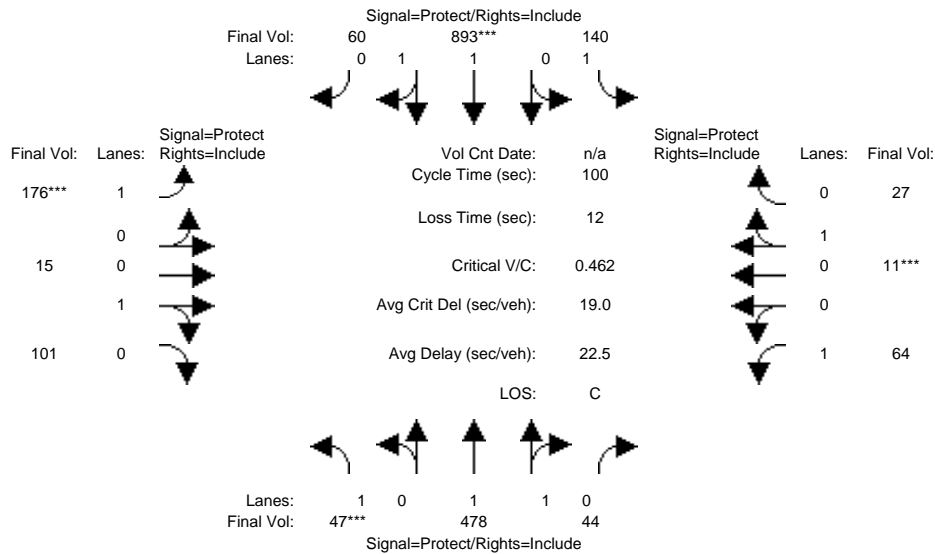 Signal=Protect/Rights=Include
Final Vol: 60 893*** 140
Lanes: 0 1 1 0 1
Signal=Protect
Final Vol: Lanes: Rights=Include
Vol Cnt Date: n/a
Signal=Protect
Rights=Include Lanes: Final Vol:
Cycle Time (sec): 100
176*** 1
0 27
Loss Time (sec): 12
0
1
15 0
Critical V/C: 0.462
0 11***
1
Avg Crit Del (sec/veh): 19.0
0
101 0
Avg Delay (sec/veh): 22.5
1 64
LOS: C
Lanes: 1 0 1 1 0
Final Vol: 47*** 478 44
Signal=Protect/Rights=Include